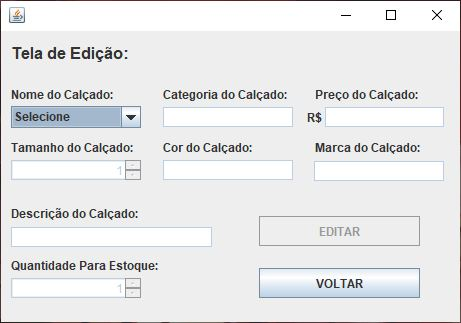 Tela de Edição:
Nome do Calçado: Categoria do Calçado: Preço do Calçado:
Selecione R$
Tamanho do Calçado: Cor do Calçado: Marca do Calçado:
1
Descrição do Calçado:
EDITAR
Quantidade Para Estoque:
1 VOLTAR